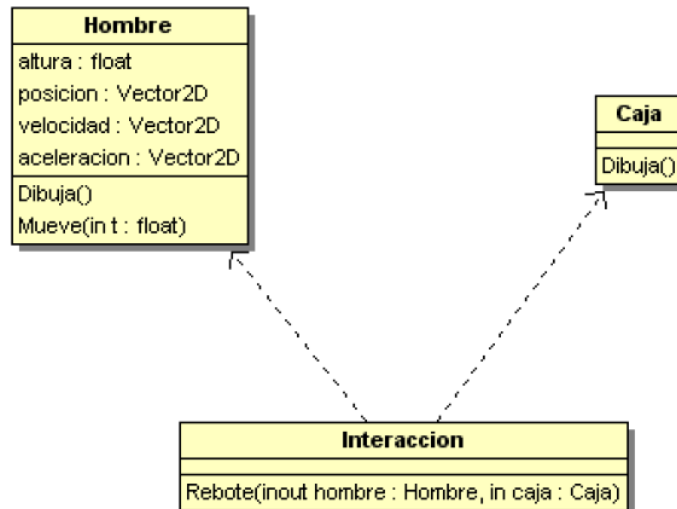 Hombre
altura : float
posicion : Vector2D
velocidad : Vector2D
aceleracion : Vector2D
Dibuja()
Mueve(in t : float)
Caja
Dibuja()
Interaccion
Rebote(inout hombre : Hombre, in caja : Caja)